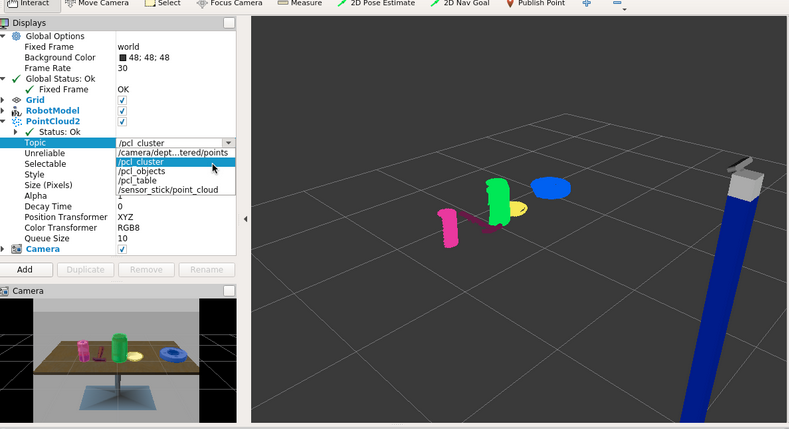 Interact Move Camera Select Focus Camera Measure 2D Pose Estimate 2D Nav Goal Publish Point
Displays
Global Options
Fixed Frame world
Background Color 48; 48; 48
Frame Rate 30
Global Status: Ok
Fixed Frame OK
Grid
RobotModel
PointCloud2
Status: Ok
Topic /pcl_cluster
Unreliable /camera/dept...tered/points
Selectable /pcl_cluster
Style /pcl_objects
Size (Pixels) /pcl_table
/sensor_stick/point_cloud
Alpha 1
Decay Time 0
Position Transformer XYZ
Color Transformer RGB8
Queue Size 10
Camera
Add Duplicate Remove Rename
Camera